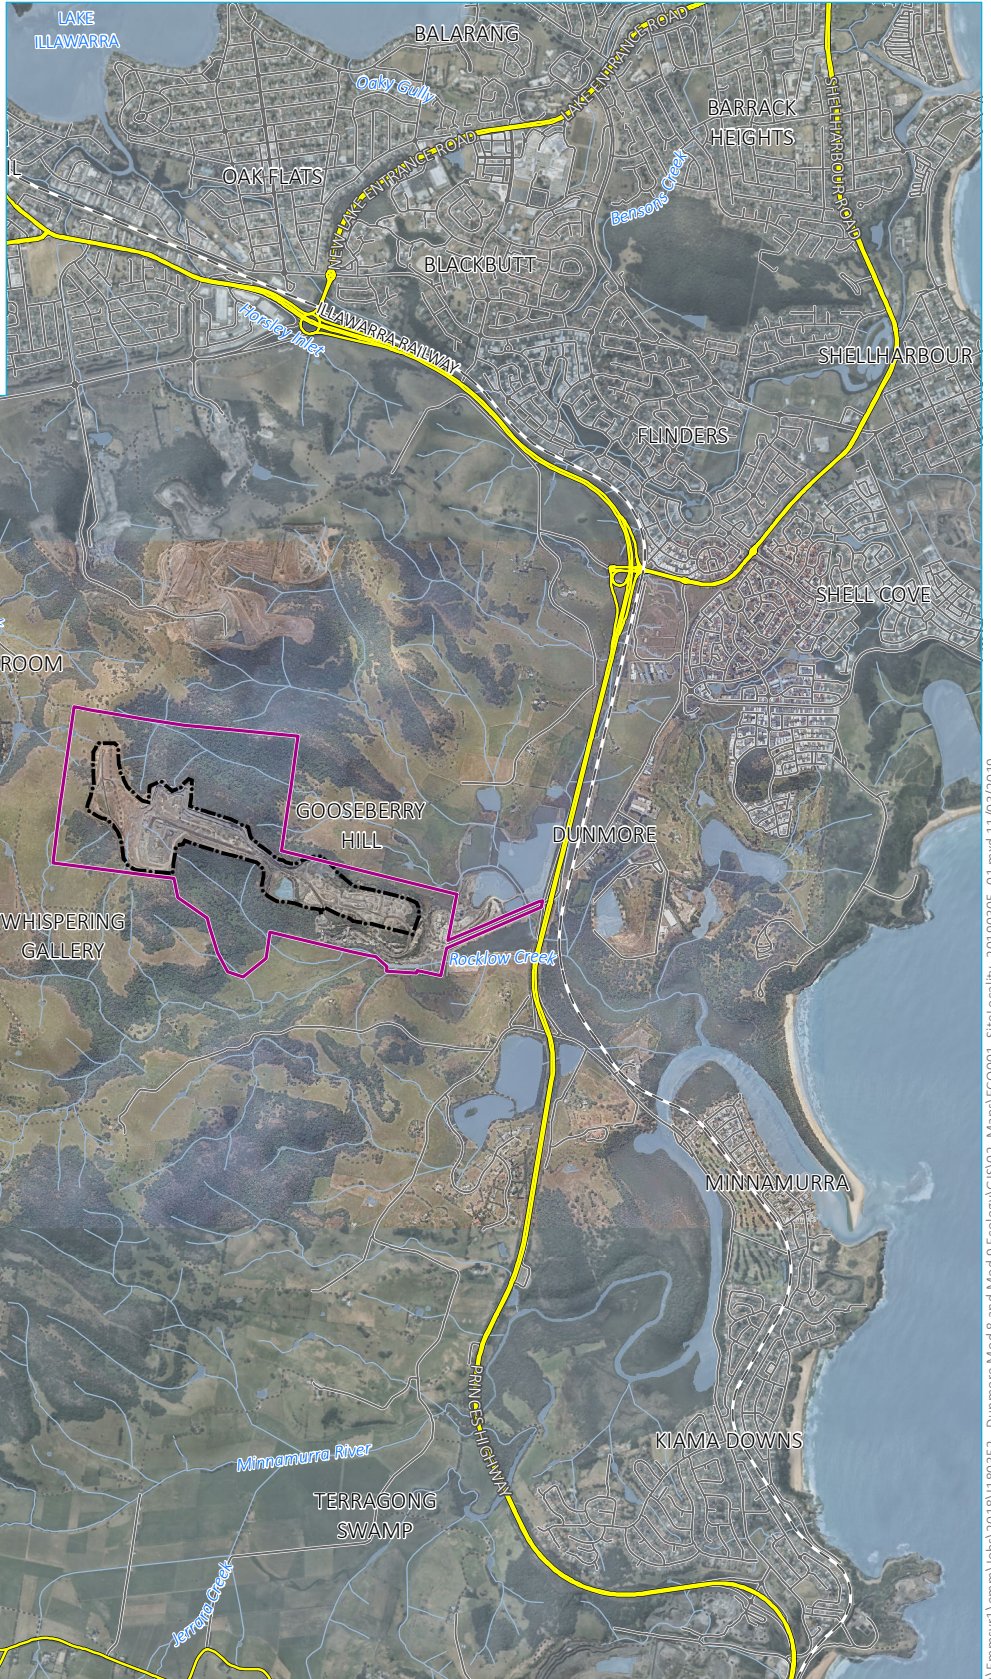 LAKE
ILLAWARRA
BALARANG
LAKE ENTRANCE ROAD
Oaky Gully
BARRACK
HEIGHTS
SHELLHARBOUR ROAD
NEW LAKE ENTRANCE ROAD
OAK FLATS
IL
Bensons Creek
BLACKBUTT
Horsley Inlet
ILLAWARRA RAILWAY
SHELLHARBOUR
FLINDERS
SHELL COVE
ROOM
GOOSEBERRY
HILL
DUNMORE
WHISPERING
GALLERY
Rocklow Creek
MINNAMURRA
PRINCES HIGHWAY
KIAMA DOWNS
Minnamurra River
TERRAGONG
SWAMP
Jerrara Creek